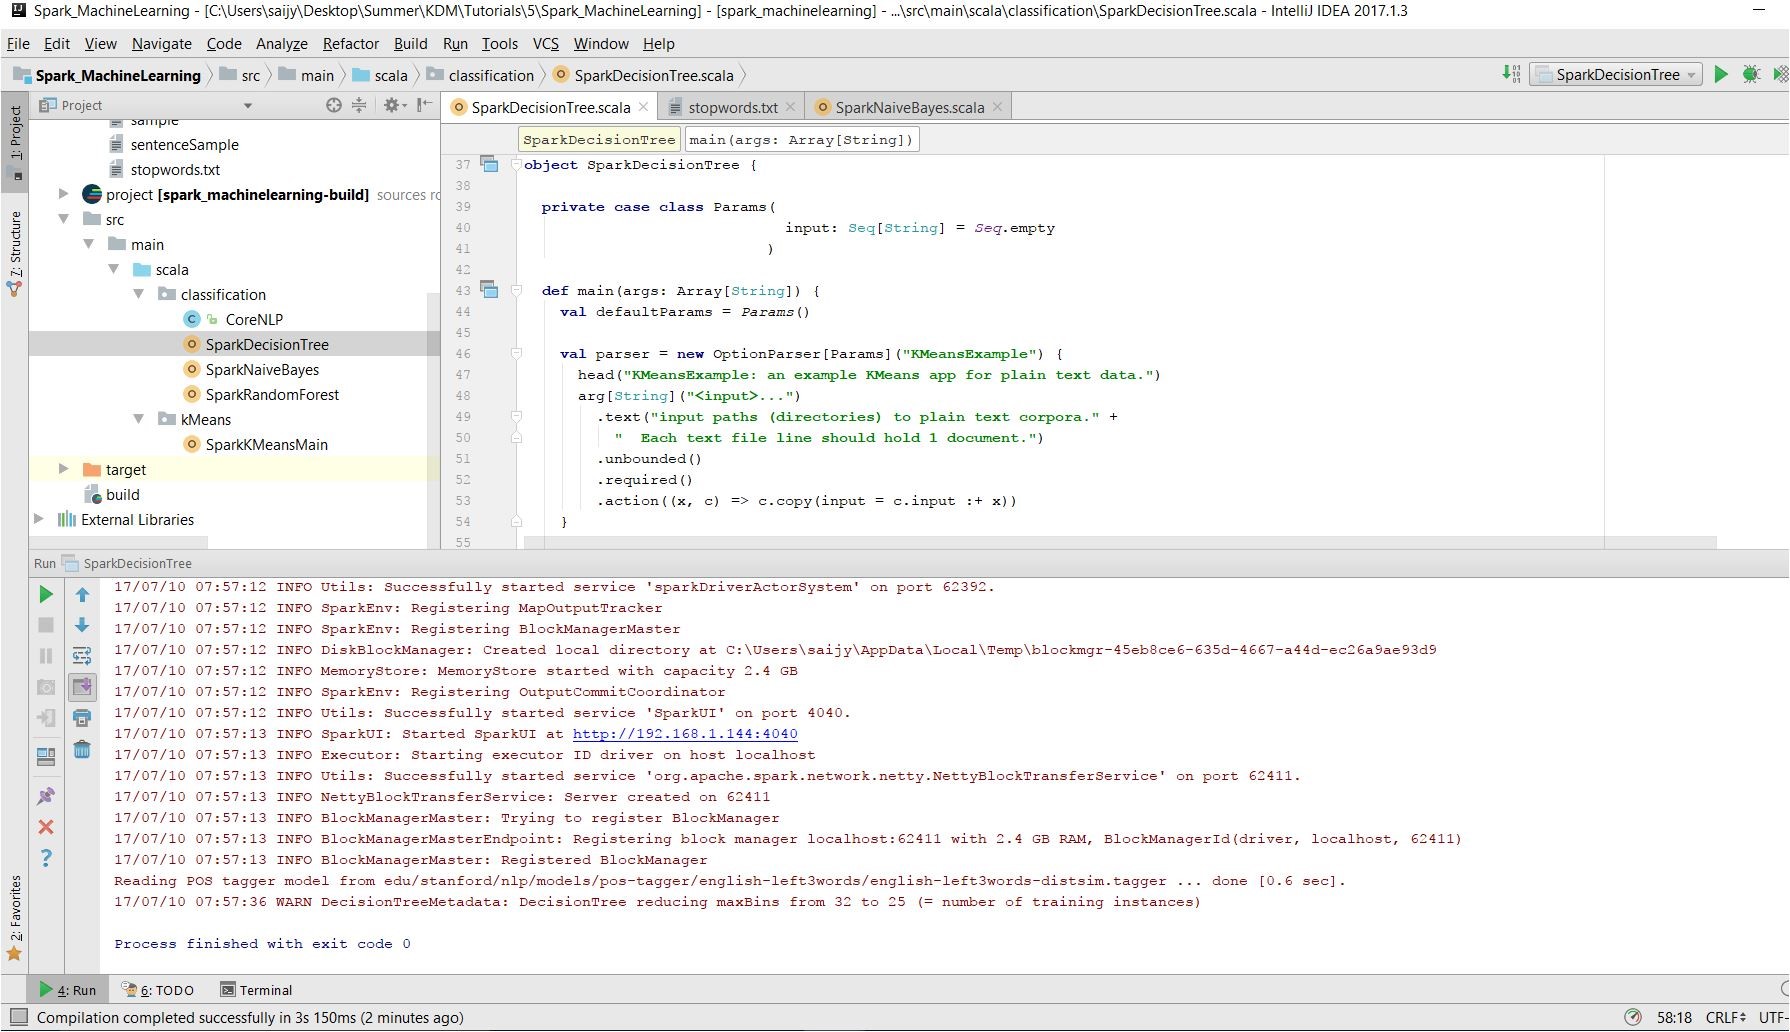 Spark_MachineLearning - [C:\Users\saijy\Desktop\Summer\KDM\Tutorials\5\Spark_MachineLearning] - [spark_machinelearning] - ...\src\main\scala\classification\SparkDecisionTree.scala - IntelliJ IDEA 2017.1.3
File Edit View Navigate Code Analyze Refactor Build Run Tools VCS Window Help
Spark_MachineLearning src main scala classification SparkDecisionTree.scala
SparkDecisionTree
1: Project
7: Structure
2: Favorites
Project
sample
sentenceSample
stopwords.txt
project [spark_machinelearning-build] sources ro
src
main
scala
classification
CoreNLP
SparkDecisionTree
SparkNaiveBayes
SparkRandomForest
kMeans
SparkKMeansMain
target
build
External Libraries
SparkDecisionTree.scala stopwords.txt SparkNaiveBayes.scala
SparkDecisionTree main(args: Array[String])
37 object SparkDecisionTree {
38
39 private case class Params(
40 input: Seq[String] = Seq.empty
41 )
42
43 def main(args: Array[String]) {
44 val defaultParams = Params()
45
46 val parser = new OptionParser[Params]("KMeansExample") {
47 head("KMeansExample: an example KMeans app for plain text data.")
48 arg[String]("<input>...")
49 .text("input paths (directories) to plain text corpora." +
50 "  Each text file line should hold 1 document.")
51 .unbounded()
52 .required()
53 .action((x, c) => c.copy(input = c.input :+ x))
54 }
55
Run SparkDecisionTree
17/07/10 07:57:12 INFO Utils: Successfully started service 'sparkDriverActorSystem' on port 62392.
17/07/10 07:57:12 INFO SparkEnv: Registering MapOutputTracker
17/07/10 07:57:12 INFO SparkEnv: Registering BlockManagerMaster
17/07/10 07:57:12 INFO DiskBlockManager: Created local directory at C:\Users\saijy\AppData\Local\Temp\blockmgr-45eb8ce6-635d-4667-a44d-ec26a9ae93d9
17/07/10 07:57:12 INFO MemoryStore: MemoryStore started with capacity 2.4 GB
17/07/10 07:57:12 INFO SparkEnv: Registering OutputCommitCoordinator
17/07/10 07:57:12 INFO Utils: Successfully started service 'SparkUI' on port 4040.
17/07/10 07:57:13 INFO SparkUI: Started SparkUI at http://192.168.1.144:4040
17/07/10 07:57:13 INFO Executor: Starting executor ID driver on host localhost
17/07/10 07:57:13 INFO Utils: Successfully started service 'org.apache.spark.network.netty.NettyBlockTransferService' on port 62411.
17/07/10 07:57:13 INFO NettyBlockTransferService: Server created on 62411
17/07/10 07:57:13 INFO BlockManagerMaster: Trying to register BlockManager
17/07/10 07:57:13 INFO BlockManagerMasterEndpoint: Registering block manager localhost:62411 with 2.4 GB RAM, BlockManagerId(driver, localhost, 62411)
17/07/10 07:57:13 INFO BlockManagerMaster: Registered BlockManager
Reading POS tagger model from edu/stanford/nlp/models/pos-tagger/english-left3words/english-left3words-distsim.tagger ... done [0.6 sec].
17/07/10 07:57:36 WARN DecisionTreeMetadata: DecisionTree reducing maxBins from 32 to 25 (= number of training instances)

Process finished with exit code 0
4: Run 6: TODO Terminal
Compilation completed successfully in 3s 150ms (2 minutes ago) 58:18 CRLF UTF-